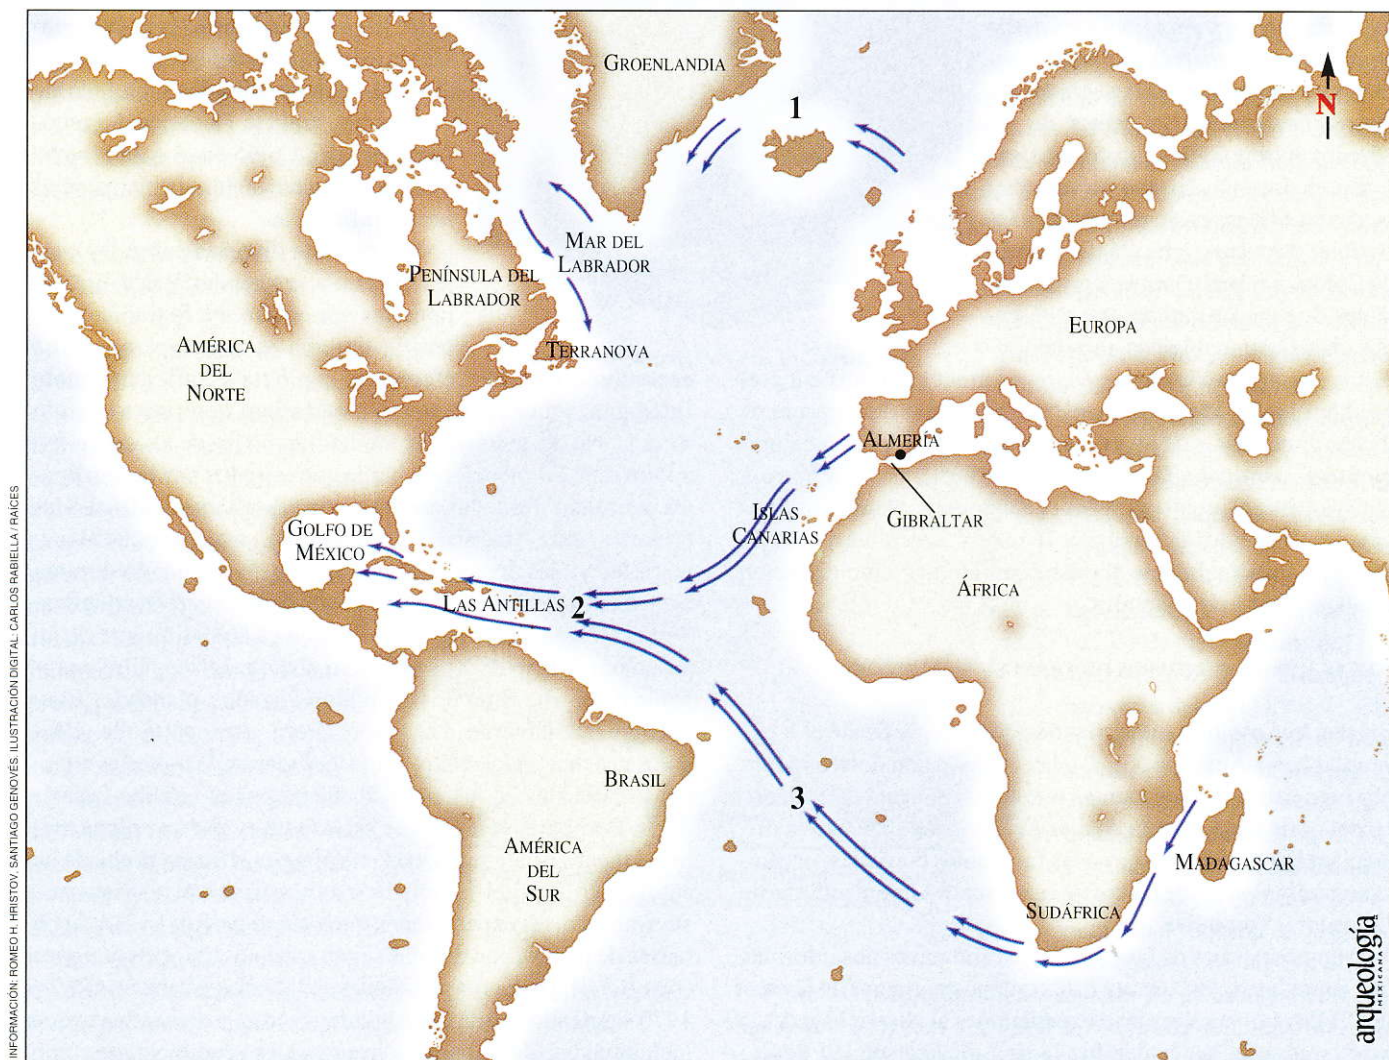 GROENLANDIA
1
N
MAR DEL
LABRADOR
PENÍNSULA DEL
LABRADOR
EUROPA
AMÉRICA
DEL
NORTE
TERRANOVA
ALMERÍA
GIBRALTAR
ISLAS
CANARIAS
GOLFO DE
MÉXICO
ÁFRICA
LAS ANTILLAS 2
BRASIL
3
AMÉRICA
DEL
SUR
MADAGASCAR
SUDÁFRICA
INFORMACIÓN: ROMEO H. HRISTOV, SANTIAGO GENOVÉS. ILUSTRACIÓN DIGITAL: CARLOS RABIELLA / RAÍCES
arqueología
MEXICANA